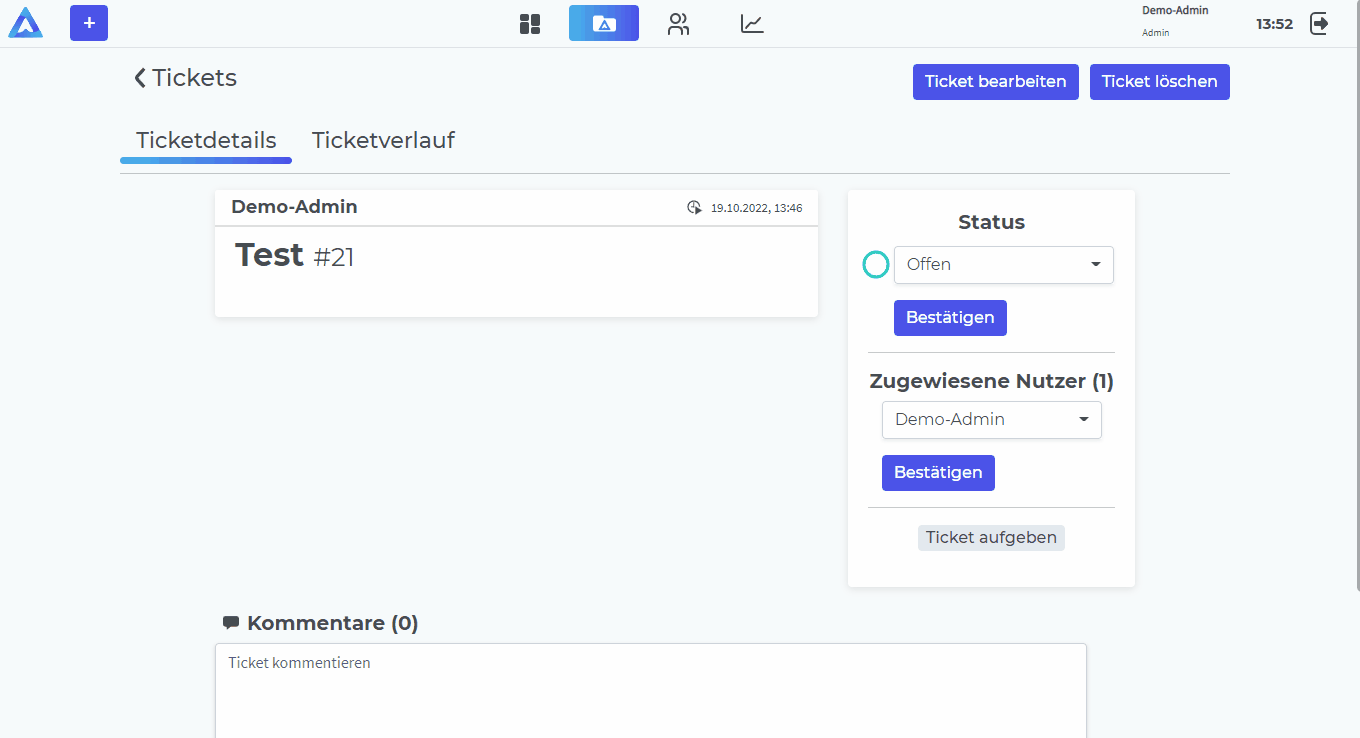 +
Demo-Admin
Admin
13:52
Tickets
Ticket bearbeiten
Ticket löschen
Ticketdetails
Ticketverlauf
Demo-Admin
19.10.2022, 13:46
Test #21
Status
Offen
Bestätigen
Zugewiesene Nutzer (1)
Demo-Admin
Bestätigen
Ticket aufgeben
Kommentare (0)
Ticket kommentieren